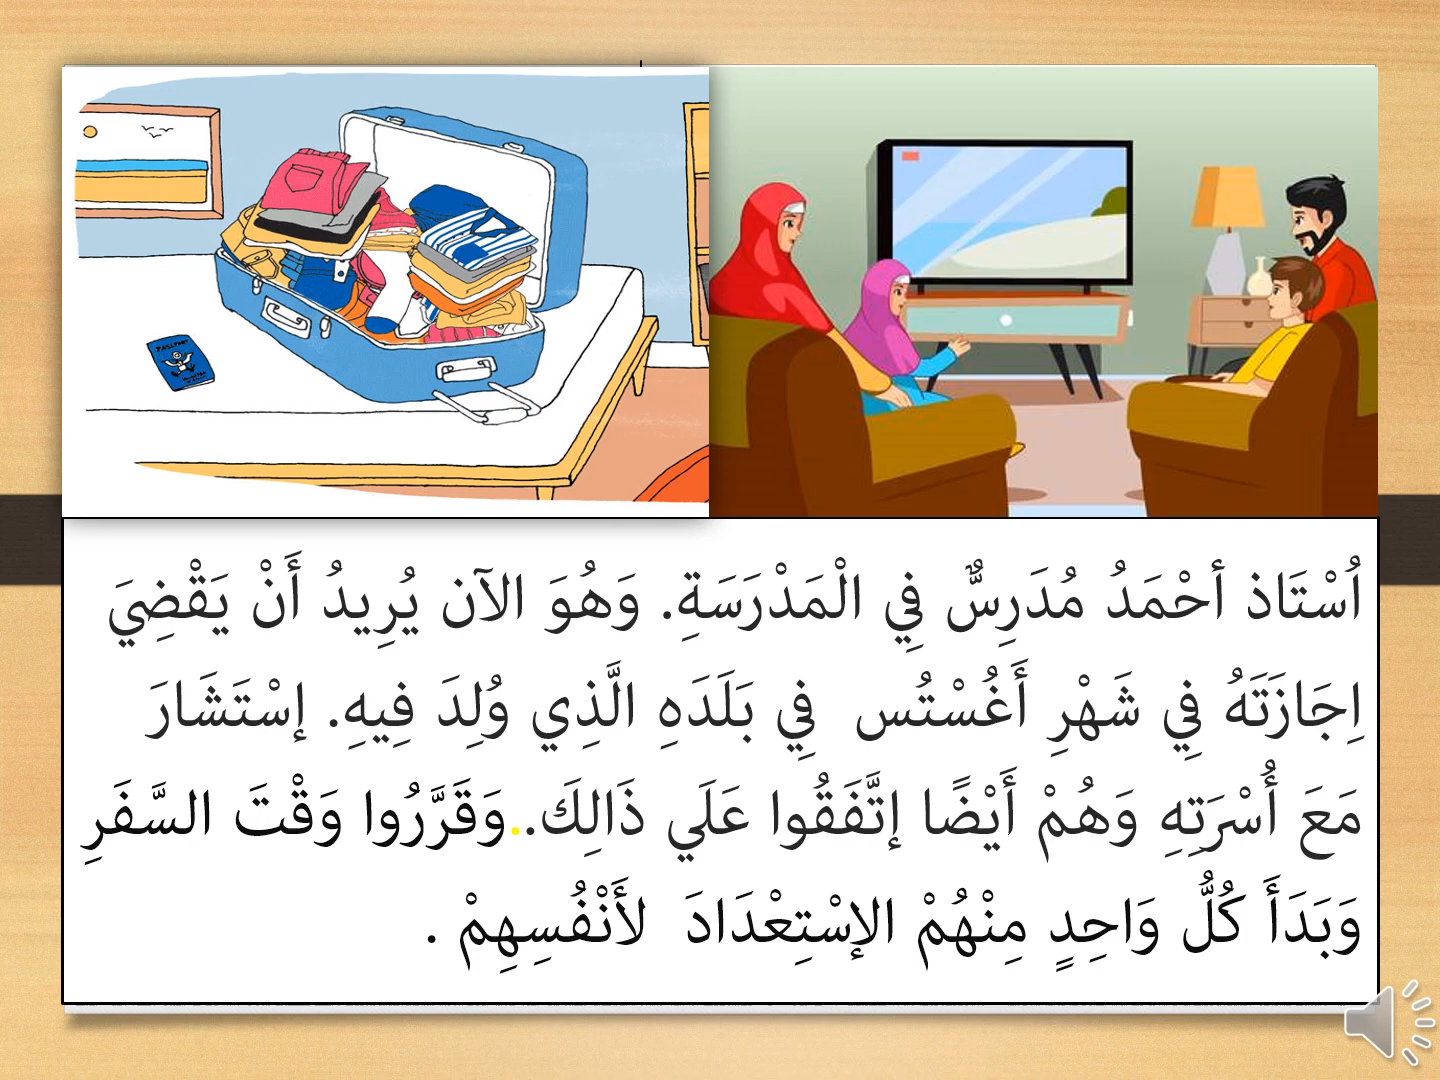 PASSPORT
اُسْتَاذ أحْمَدُ مُدَرِسٌّ فِي الْمَدْرَسَةِ. وَهُوَ الآن يُرِيدُ أَنْ يَقْضِيَ
اِجَازَتَهُ فِي شَهْرِ أَغُسْتُس فِي بَلَدَهِ الَّذِي وُلِدَ فِيهِ. إسْتَشَارَ
مَعَ أُسْرَتِهِ وَهُمْ أَيْضًا إتَّفَقُوا عَلَي ذَالِكَ..وَقَرَّرُوا وَقْتَ السَّفَرِ
وَبَدَأَ كُلُّ وَاحِدٍ مِنْهُمْ الإسْتِعْدَادَ لأَنْفُسِهِمْ .